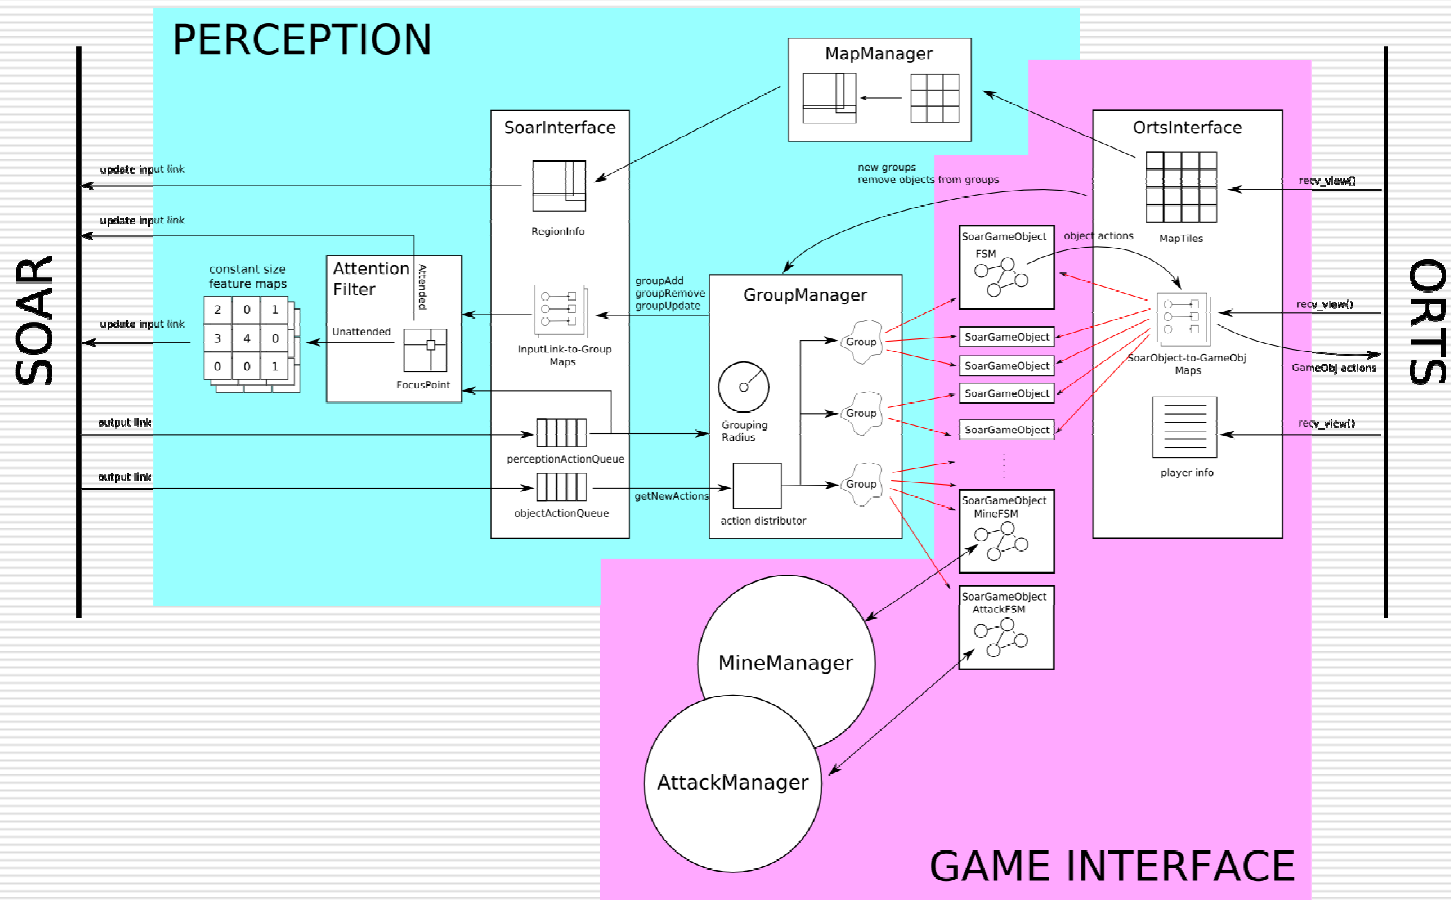 PERCEPTION
MapManager
SoarInterface
OrtsInterface
update input link
new groups
remove objects from groups
recv_view()
RegionInfo
MapTiles
update input link
SoarGameObject
FSM
object actions
SOAR
ORTS
constant size
feature maps
Attention
Filter
Attended
groupAdd
groupRemove
groupUpdate
GroupManager
2 0 1
3 4 0
0 0 1
update input link
Unattended
FocusPoint
InputLink-to-Group
Maps
Group
SoarGameObject
SoarGameObject
SoarGameObject
SoarGameObject
recv_view()
SoarObject-to-GameObj
Maps
GameObj actions
output link
Grouping
Radius
Group
recv_view()
perceptionActionQueue
player info
output link
getNewActions
objectActionQueue
action distributor
Group
SoarGameObject
MineFSM
SoarGameObject
AttackFSM
MineManager
AttackManager
GAME INTERFACE